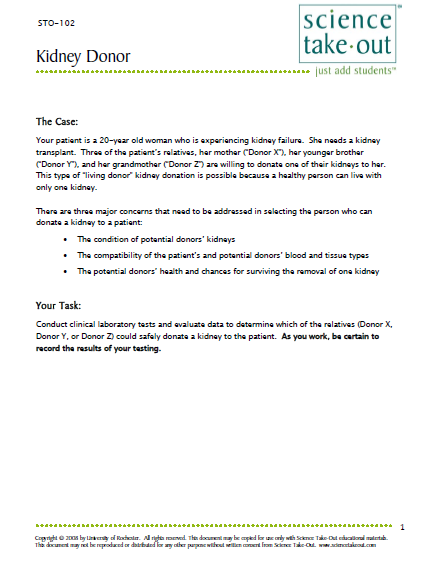 STO-102
science
take·out
just add students™
Kidney Donor
The Case:
Your patient is a 20-year old woman who is experiencing kidney failure.  She needs a kidney
transplant.  Three of the patient's relatives, her mother ("Donor X"), her younger brother
("Donor Y"), and her grandmother ("Donor Z") are willing to donate one of their kidneys to her.
This type of "living donor" kidney donation is possible because a healthy person can live with
only one kidney.
There are three major concerns that need to be addressed in selecting the person who can
donate a kidney to a patient:
• The condition of potential donors' kidneys
• The compatibility of the patient's and potential donors' blood and tissue types
• The potential donors' health and chances for surviving the removal of one kidney
Your Task:
Conduct clinical laboratory tests and evaluate data to determine which of the relatives (Donor X,
Donor Y, or Donor Z) could safely donate a kidney to the patient.  As you work, be certain to
record the results of your testing.
1
Copyright © 2008 by University of Rochester.  All rights reserved.  This document may be copied for use only with Science Take-Out educational materials.
This document may not be reproduced or distributed for any other purpose without written consent from Science Take-Out.  www.sciencetakeout.com